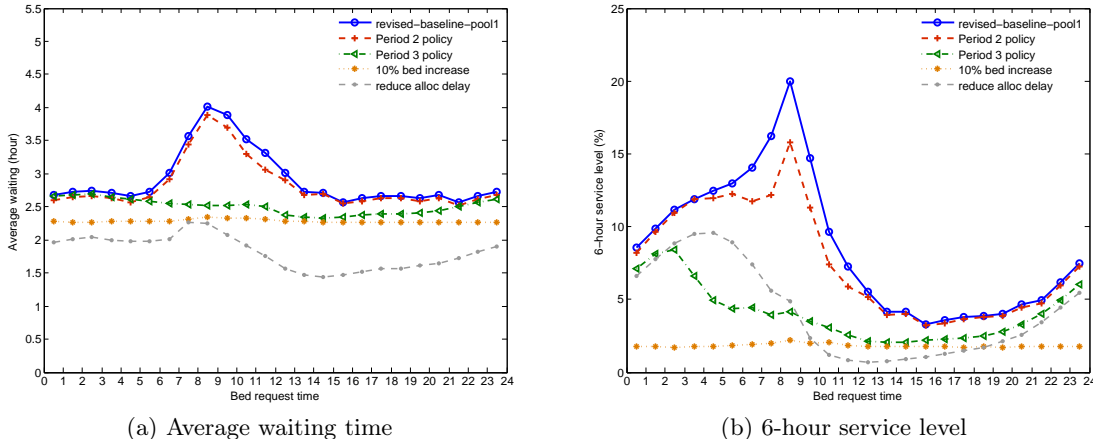 5.5
5
4.5
4
3.5
3
2.5
2
1.5
1
0.5
0
Average waiting (hour)
0 1 2 3 4 5 6 7 8 9 10 11 12 13 14 15 16 17 18 19 20 21 22 23 24
Bed request time
revised-baseline-pool1
Period 2 policy
Period 3 policy
10% bed increase
reduce alloc delay
(a) Average waiting time
25
20
15
10
5
0
6-hour service level (%)
0 1 2 3 4 5 6 7 8 9 10 11 12 13 14 15 16 17 18 19 20 21 22 23 24
Bed request time
revised-baseline-pool1
Period 2 policy
Period 3 policy
10% bed increase
reduce alloc delay
(b) 6-hour service level